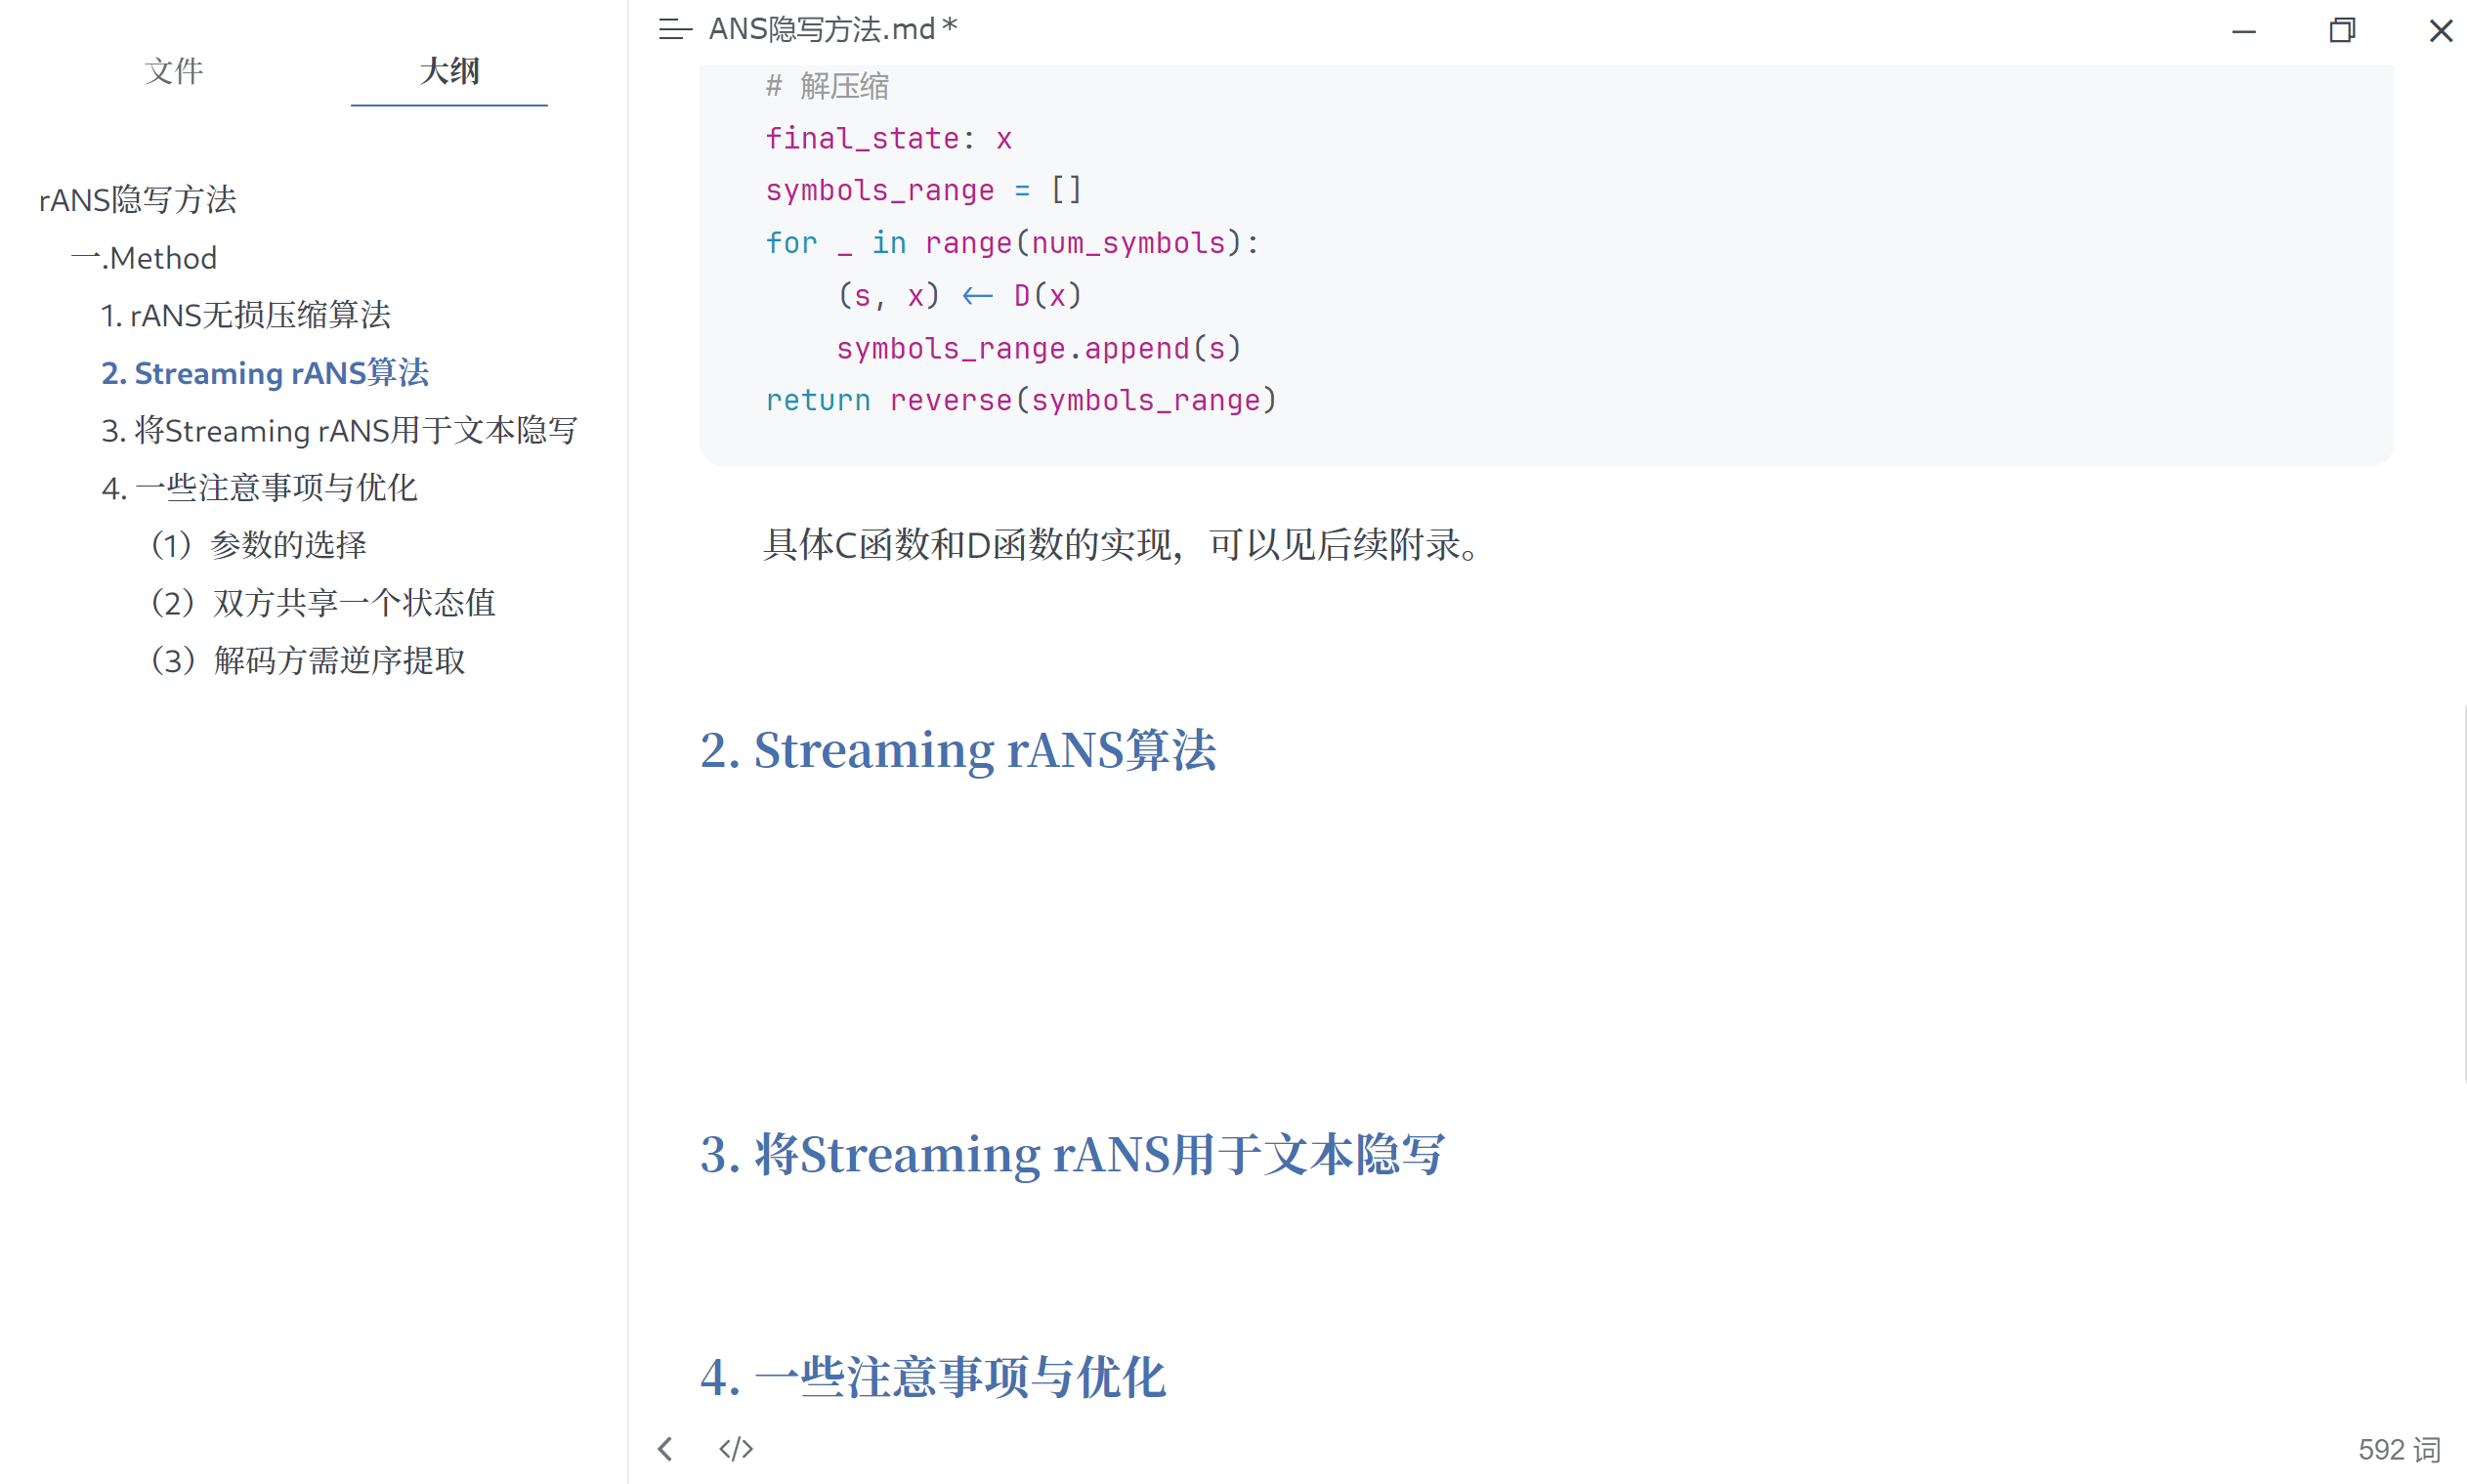 文件 大纲
rANS隐写方法
一.Method
1. rANS无损压缩算法
2. Streaming rANS算法
3. 将Streaming rANS用于文本隐写
4. 一些注意事项与优化
（1）参数的选择
（2）双方共享一个状态值
（3）解码方需逆序提取
ANS隐写方法.md*
# 解压缩
final_state: x
symbols_range = []
for _ in range(num_symbols):
(s, x) <- D(x)
symbols_range.append(s)
return reverse(symbols_range)
具体C函数和D函数的实现，可以见后续附录。
2. Streaming rANS算法
3. 将Streaming rANS用于文本隐写
4. 一些注意事项与优化
592 词